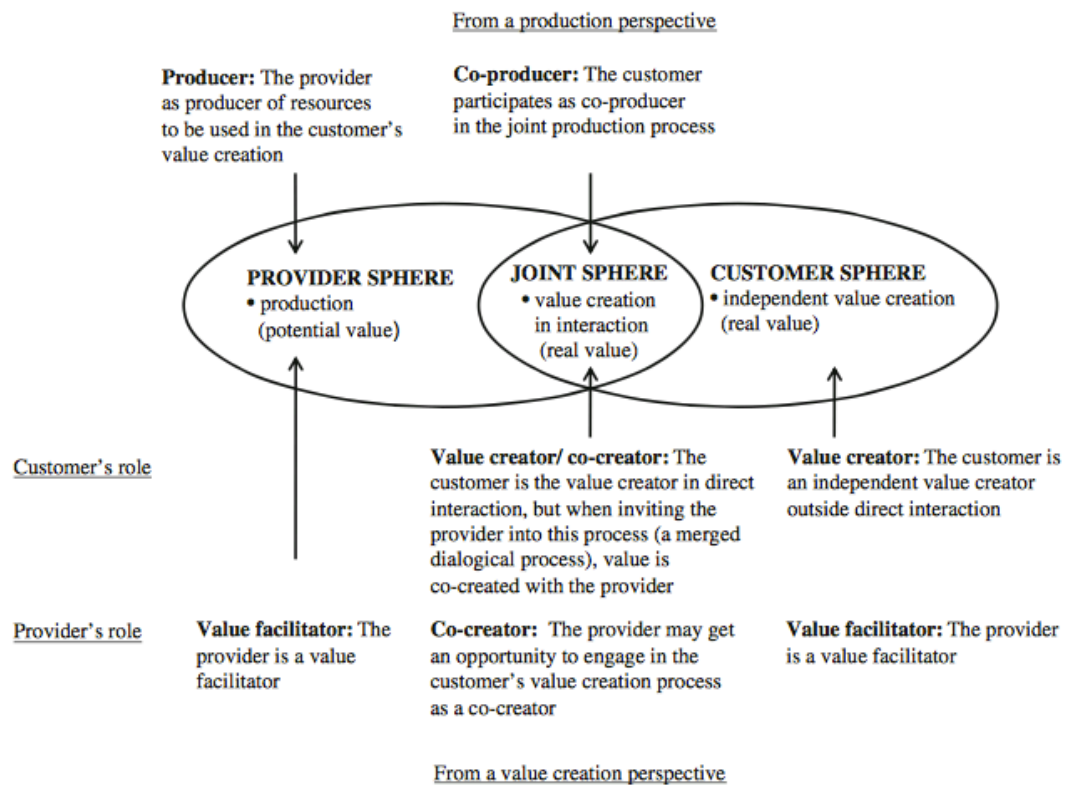 From a production perspective
Producer: The provider
as producer of resources
to be used in the customer's
value creation
Co-producer: The customer
participates as co-producer
in the joint production process
PROVIDER SPHERE
• production
(potential value)
JOINT SPHERE
• value creation
in interaction
(real value)
CUSTOMER SPHERE
• independent value creation
(real value)
Customer's role
Value creator/ co-creator: The
customer is the value creator in direct
interaction, but when inviting the
provider into this process (a merged
dialogical process), value is
co-created with the provider
Value creator: The customer is
an independent value creator
outside direct interaction
Provider's role
Value facilitator: The
provider is a value
facilitator
Co-creator: The provider may get
an opportunity to engage in the
customer's value creation process
as a co-creator
Value facilitator: The provider
is a value facilitator
From a value creation perspective